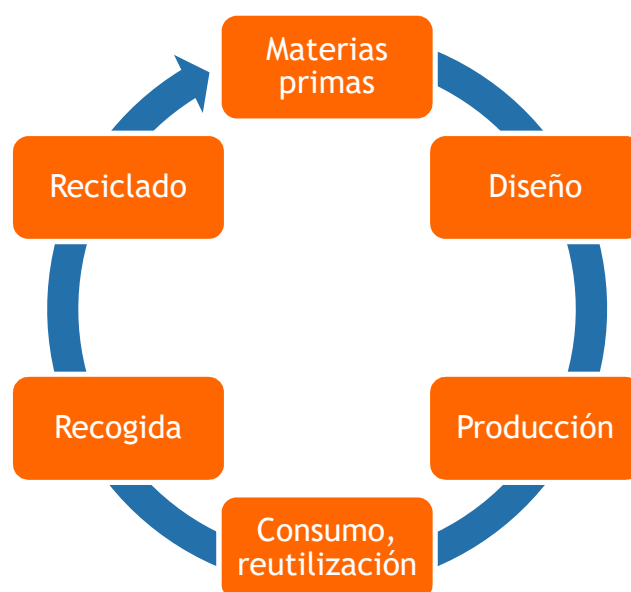 Materias
primas
Diseño
Producción
Consumo,
reutilización
Recogida
Reciclado